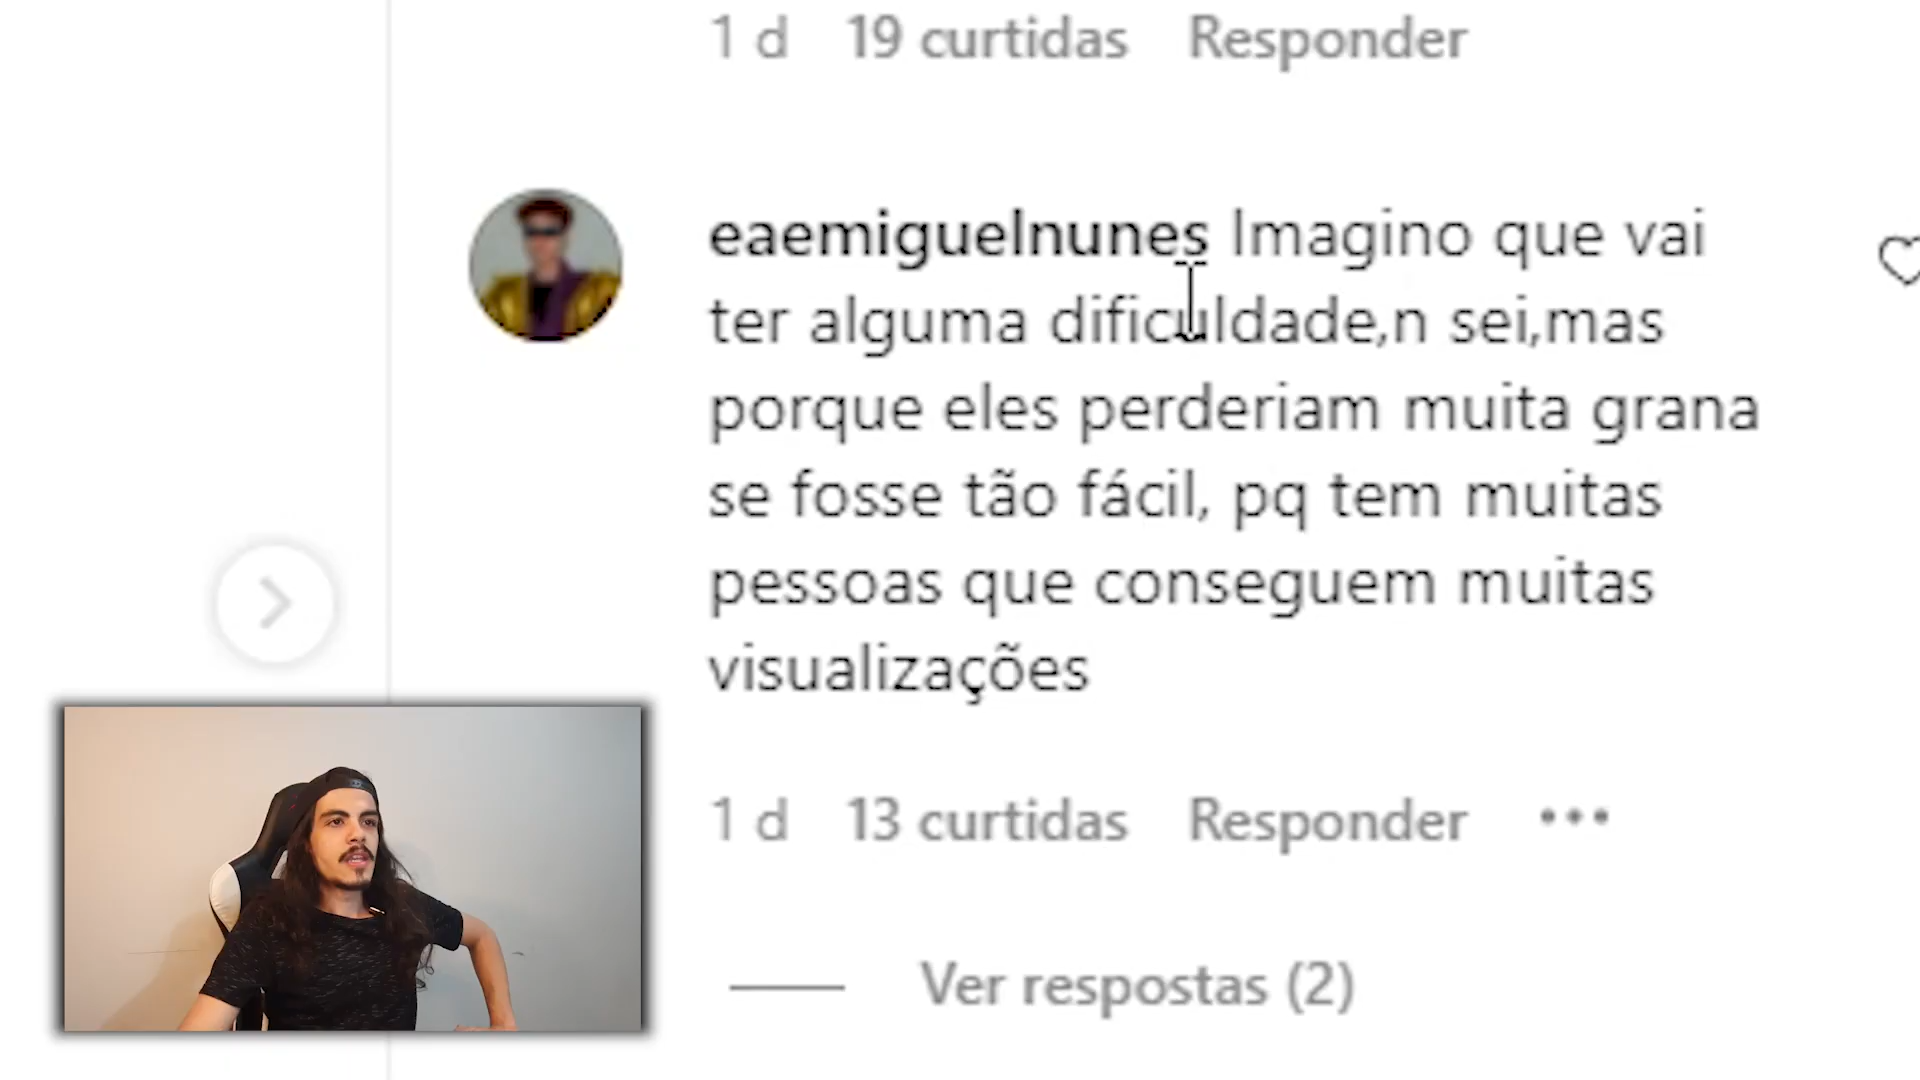 1 d 19 curtidas Responder
eaemiguelnunes Imagino que vai
ter alguma dificuldade,n sei,mas
porque eles perderiam muita grana
se fosse tão fácil, pq tem muitas
pessoas que conseguem muitas
visualizações
1 d 13 curtidas Responder
Ver respostas (2)